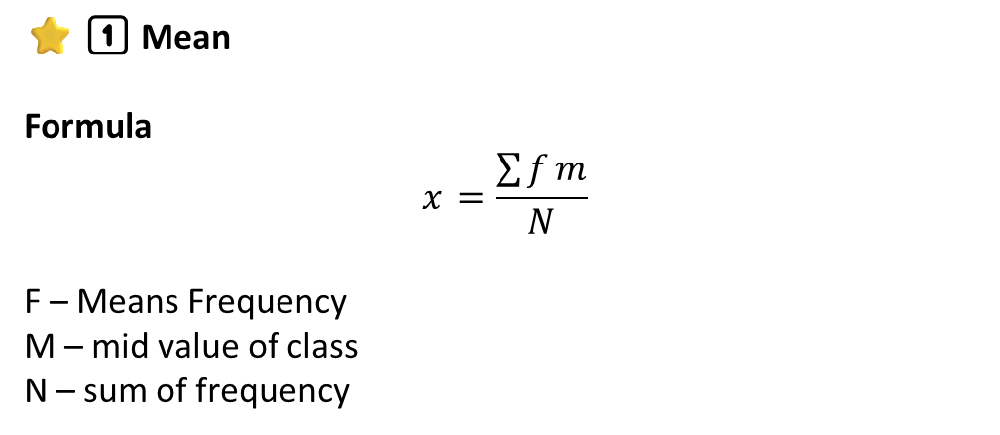 ⭐ 1 Mean
Formula
x = ∑ f m / N
F – Means Frequency
M – mid value of class
N – sum of frequency